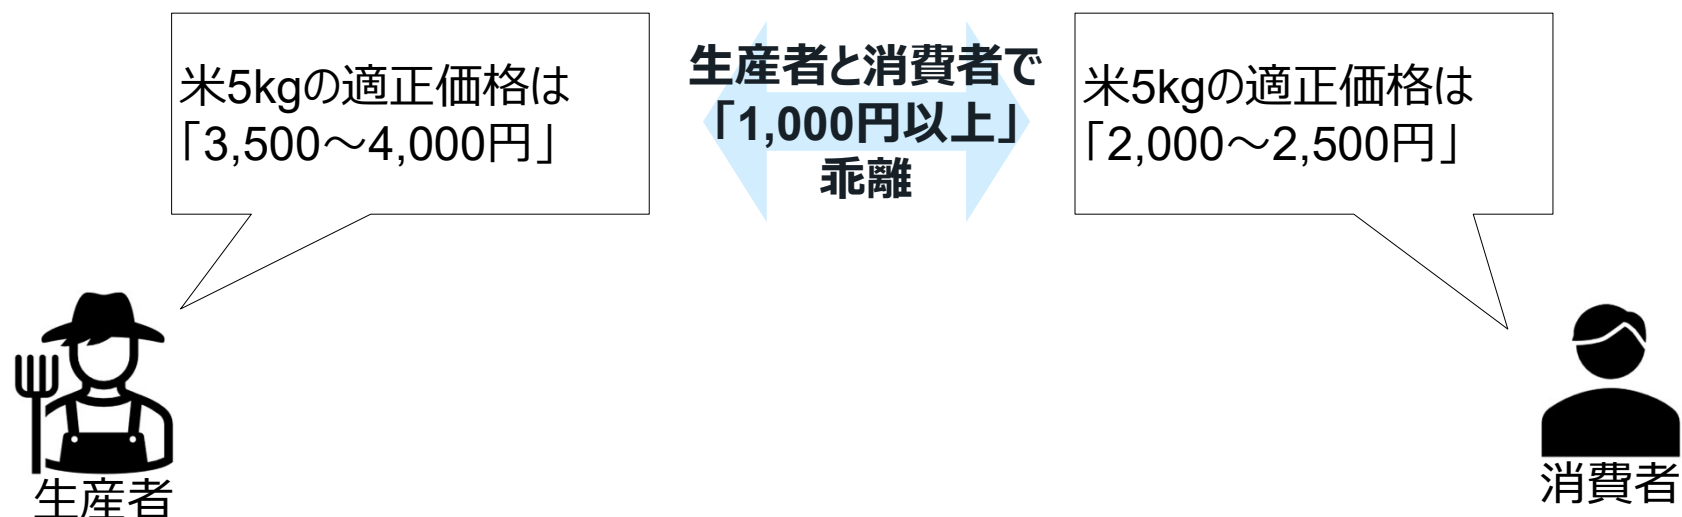 米5kgの適正価格は
「3,500～4,000円」
生産者と消費者で
「1,000円以上」
乖離
米5kgの適正価格は
「2,000～2,500円」
生産者
消費者